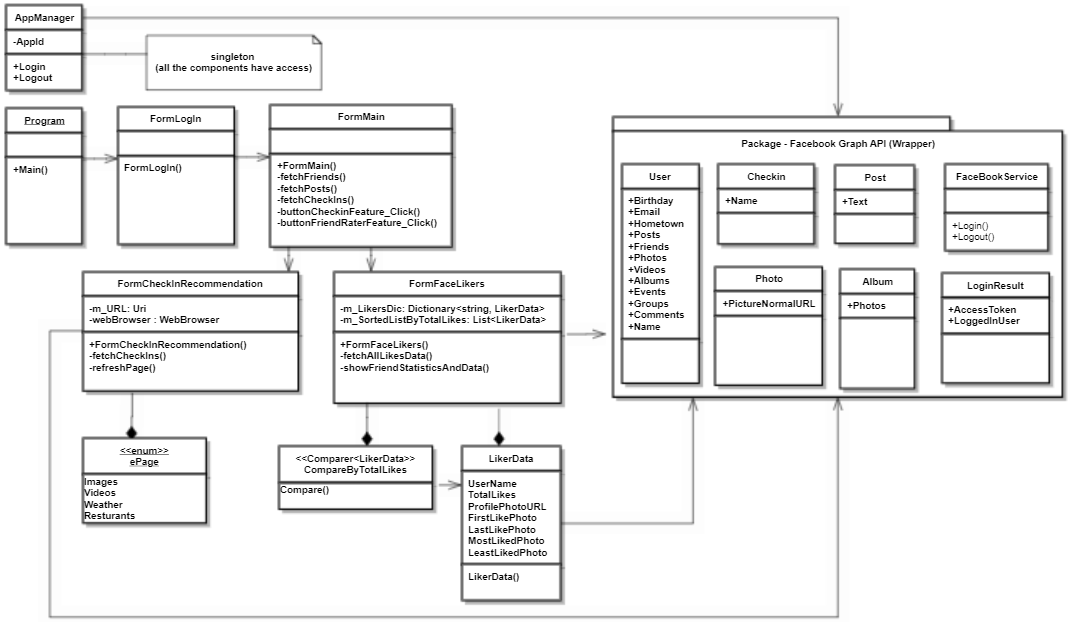 AppManager
-AppId
+Login
+Logout
singleton
(all the components have access)
Program
+Main()
FormLogIn
FormLogIn()
FormMain
+FormMain()
-fetchFriends()
-fetchPosts()
-fetchCheckIns()
-buttonCheckinFeature_Click()
-buttonFriendRaterFeature_Click()
Package - Facebook Graph API (Wrapper)
User
+Birthday
+Email
+Hometown
+Posts
+Friends
+Photos
+Videos
+Albums
+Events
+Groups
+Comments
+Name
Checkin
+Name
Post
+Text
FaceBookService
+Login()
+Logout()
Photo
+PictureNormalURL
Album
+Photos
LoginResult
+AccessToken
+LoggedInUser
FormCheckInRecommendation
-m_URL: Uri
-webBrowser : WebBrowser
+FormCheckInRecommendation()
-fetchCheckIns()
-refreshPage()
FormFaceLikers
-m_LikersDic: Dictionary<string, LikerData>
-m_SortedListByTotalLikes: List<LikerData>
+FormFaceLikers()
-fetchAllLikesData()
-showFriendStatisticsAndData()
<<enum>>
ePage
Images
Videos
Weather
Resturants
<<Comparer<LikerData>>
CompareByTotalLikes
Compare()
LikerData
UserName
TotalLikes
ProfilePhotoURL
FirstLikePhoto
LastLikePhoto
MostLikedPhoto
LeastLikedPhoto
LikerData()